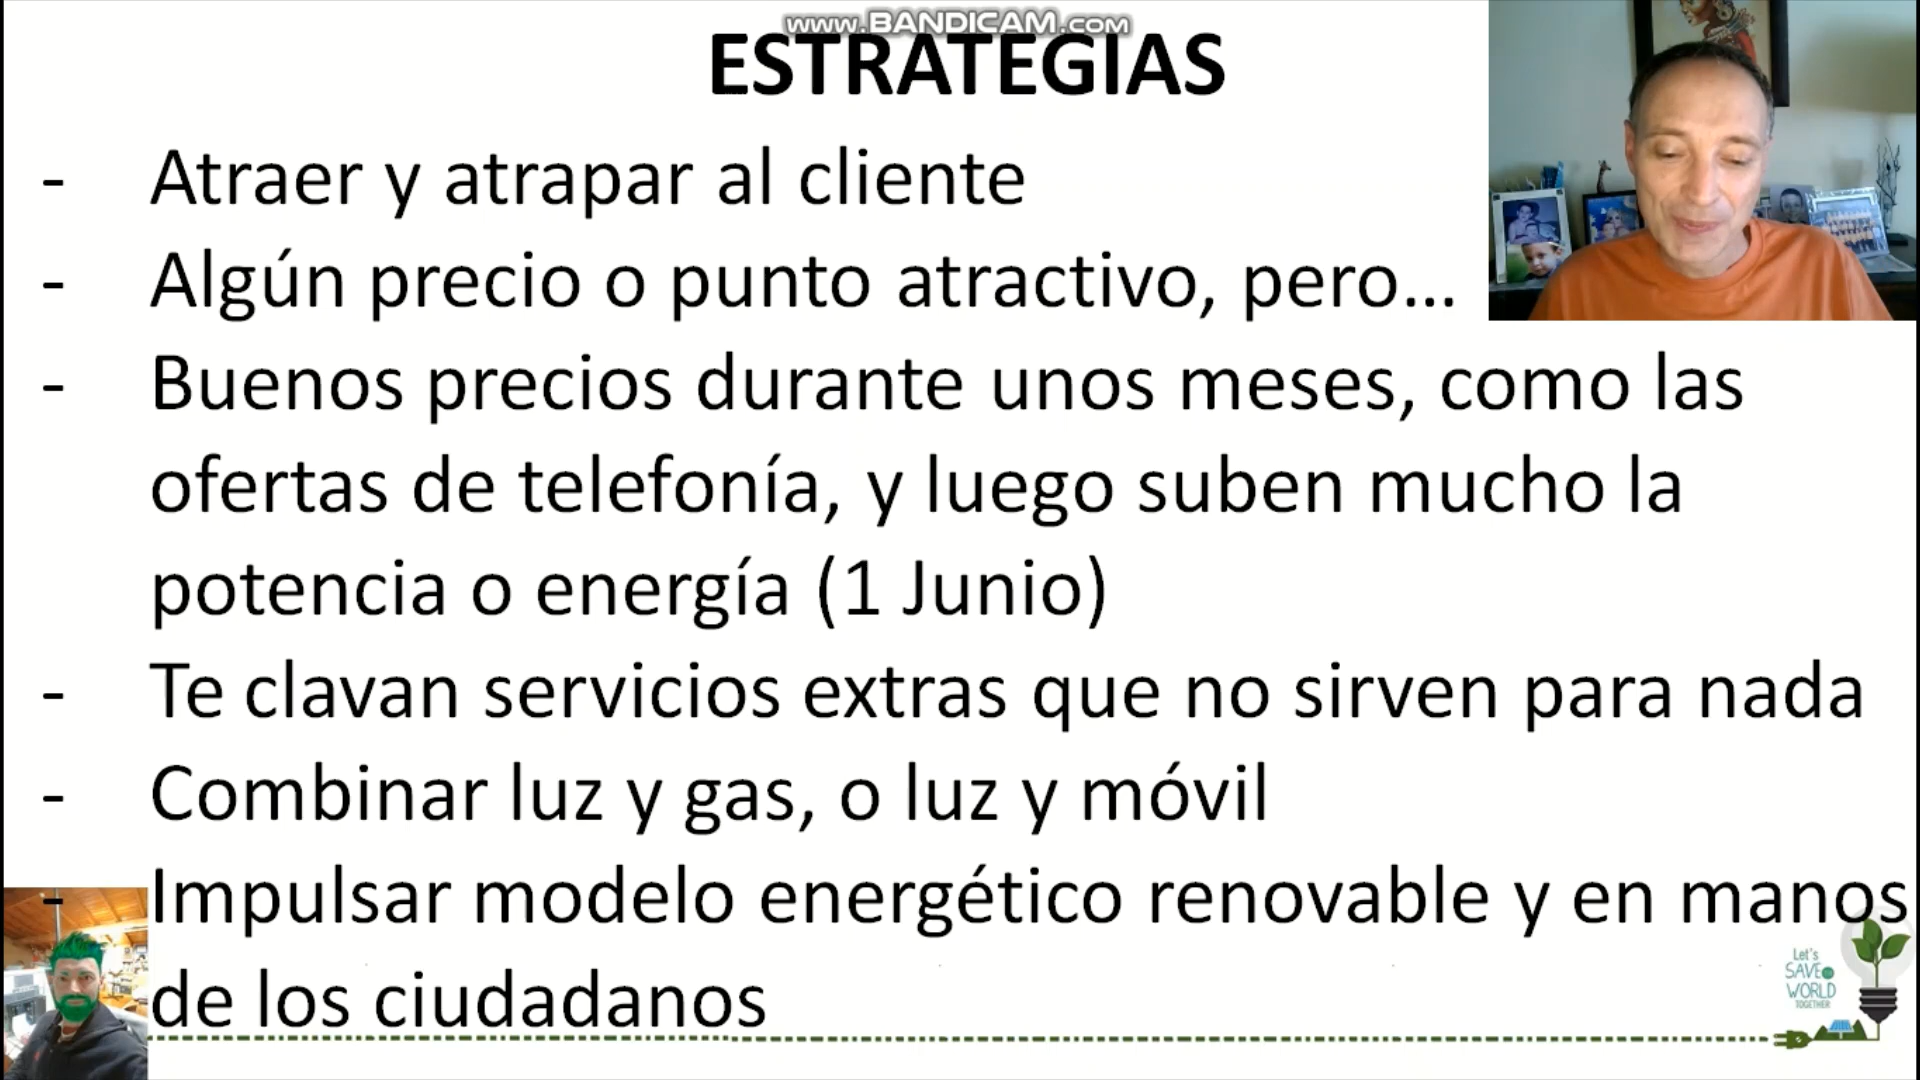 www.BANDICAM.com
ESTRATEGIAS
- Atraer y atrapar al cliente
- Algún precio o punto atractivo, pero...
- Buenos precios durante unos meses, como las
ofertas de telefonía, y luego suben mucho la
potencia o energía (1 Junio)
- Te clavan servicios extras que no sirven para nada
- Combinar luz y gas, o luz y móvil
- Impulsar modelo energético renovable y en manos
de los ciudadanos
Let's
SAVE THE
WORLD
TOGETHER